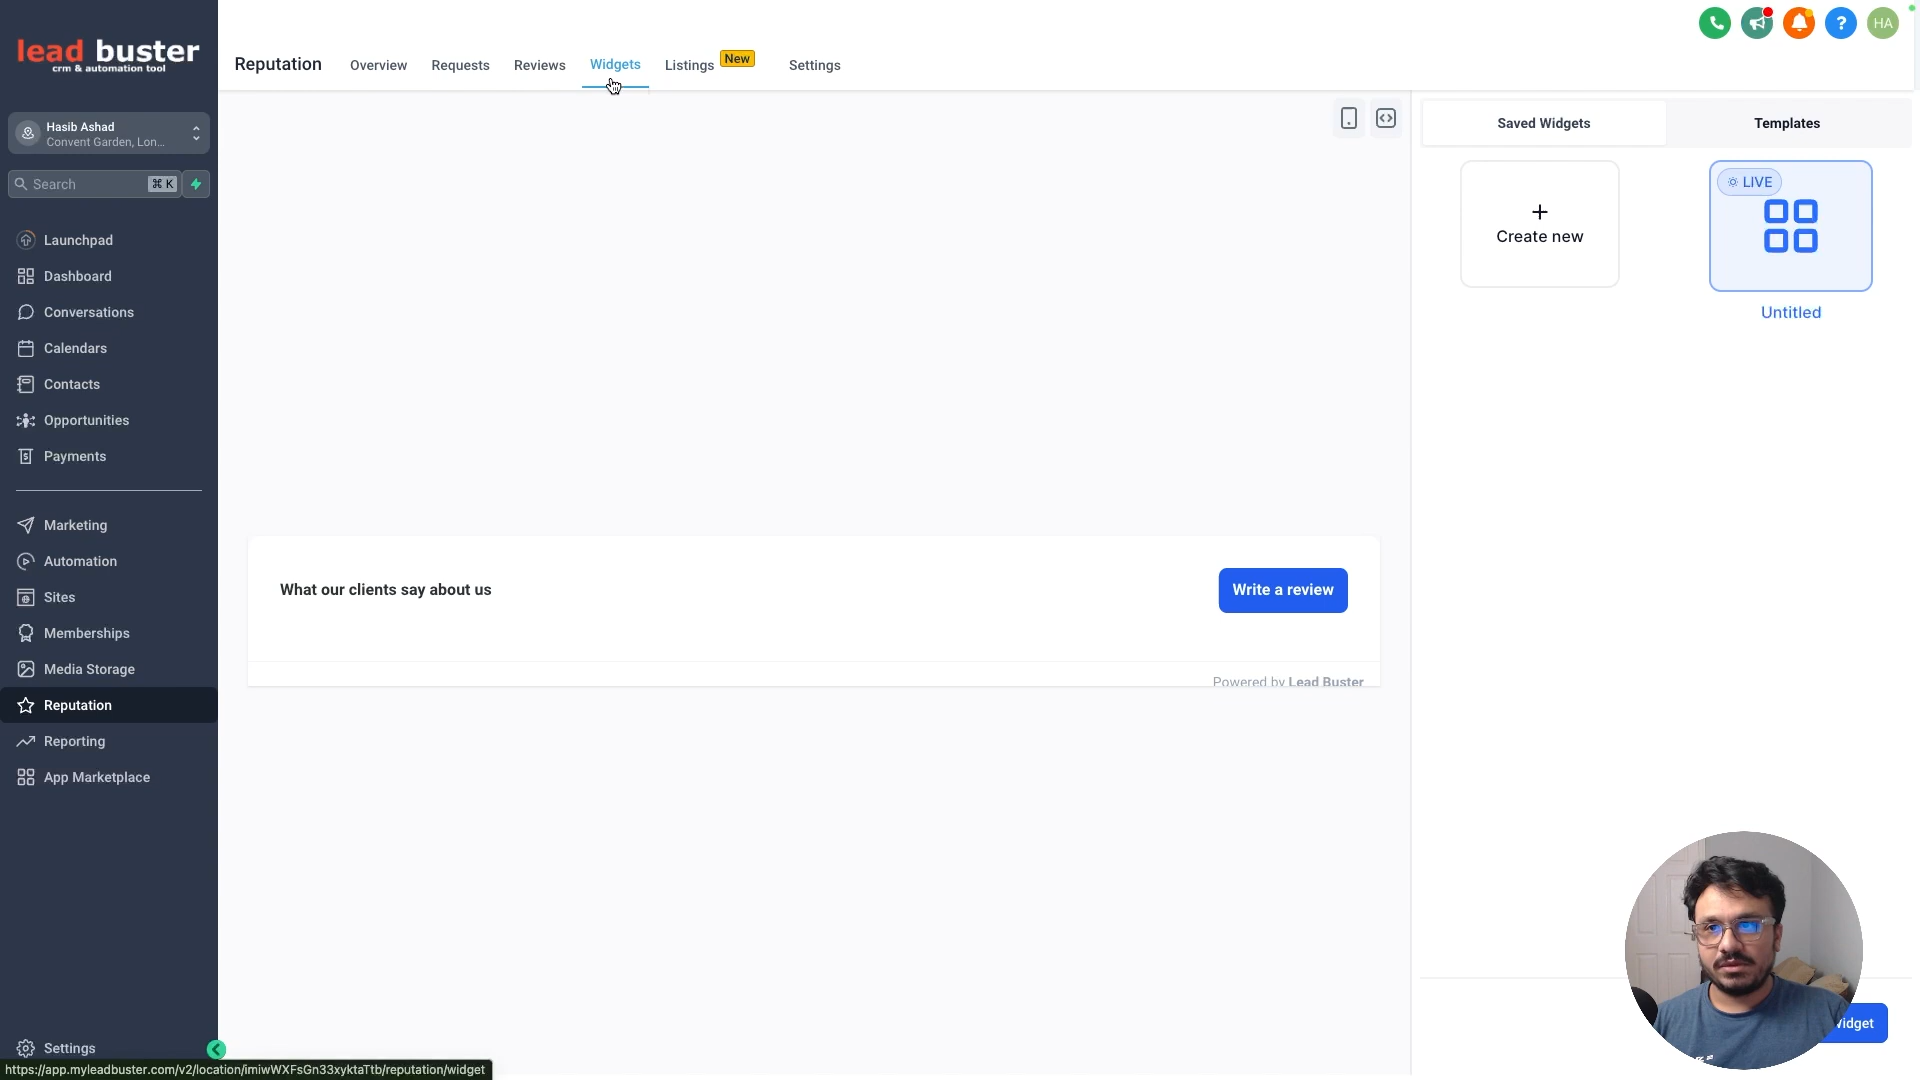 lead buster
crm & automation tool
Hasib Ashad
Convent Garden, Lon...
Search
⌘ K
Launchpad
Dashboard
Conversations
Calendars
Contacts
Opportunities
Payments
Marketing
Automation
Sites
Memberships
Media Storage
Reputation
Reporting
App Marketplace
Settings
Reputation
Overview
Requests
Reviews
Widgets
Listings
New
Settings
HA
What our clients say about us
Write a review
Powered by Lead Buster
Saved Widgets
Templates
+
Create new
LIVE
Untitled
https://app.myleadbuster.com/v2/location/imiwWXFsGn33xyktaTtb/reputation/widget